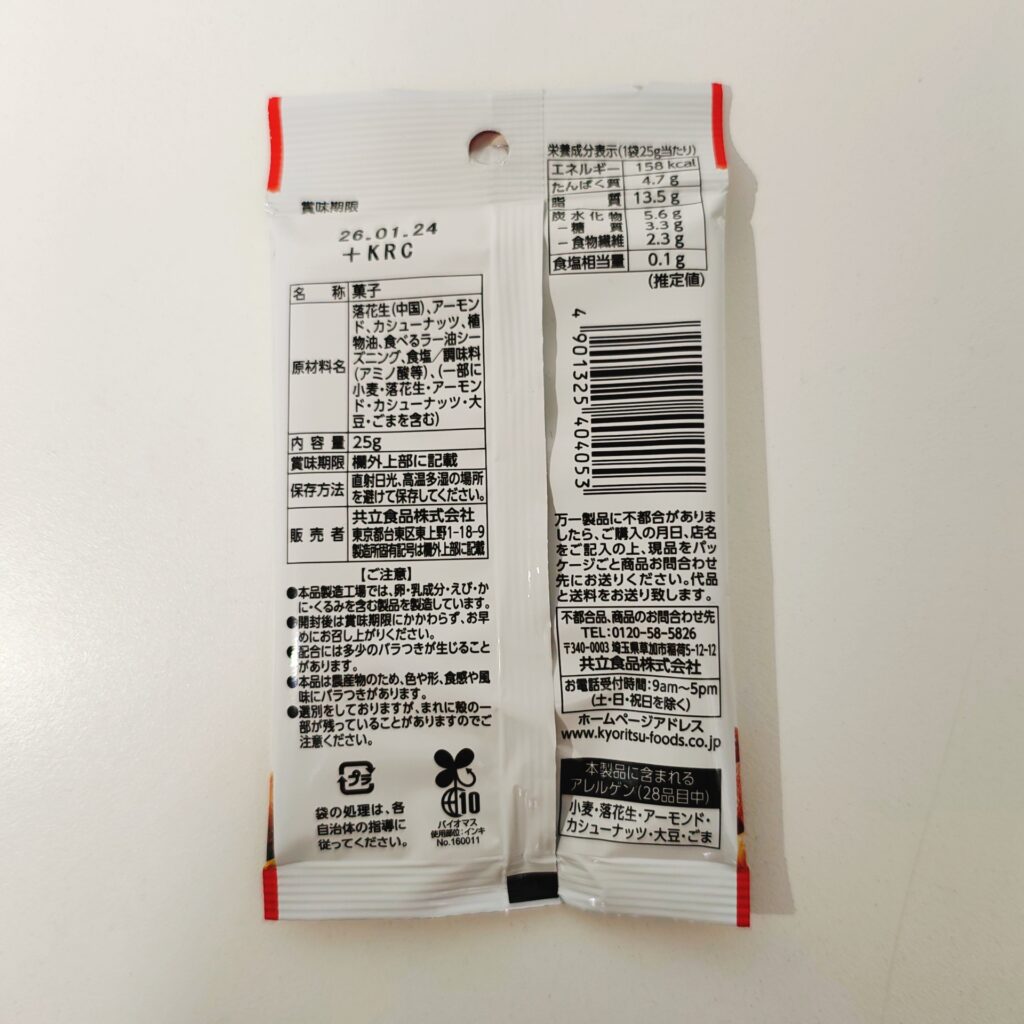 賞味期限
26.01.24
+KRC
名称 菓子
原材料名 落花生(中国)、アーモン
ド、カシューナッツ、植
物油、食べるラー油シー
ズニング、食塩/調味料
(アミノ酸等)、(一部に
小麦・落花生・アーモン
ド・カシューナッツ・大
豆・ごまを含む)
内容量 25g
賞味期限 欄外上部に記載
保存方法 直射日光、高温多湿の場所
を避けて保存してください。
販売者 共立食品株式会社
東京都台東区東上野1-18-9
製造所固有記号は欄外上部に記載
【ご注意】
●本品製造工場では、卵・乳成分・えび・か
に・くるみを含む製品を製造しています。
●開封後は賞味期限にかかわらず、お早
めにお召し上がりください。
●配合には多少のバラつきが生じること
があります。
●本品は農産物のため、色や形、食感や風
味にバラつきがあります。
●選別をしておりますが、まれに殻の一
部が残っていることがありますのでご
注意ください。
プラ
袋の処理は、各
自治体の指導に
従ってください。
10
バイオマス
使用部位:インキ
No.160011
栄養成分表示(1袋25g当たり)
エネルギー 158 kcal
たんぱく質 4.7 g
脂質 13.5 g
炭水化物 5.6 g
-糖質 3.3 g
-食物繊維 2.3 g
食塩相当量 0.1 g
(推定値)
4 901325 404053
万一製品に不都合がありま
したら、ご購入の月日、店名
をご記入の上、現品をパッ
ケージごと商品お問合わせ
先にお送りください。代品
と送料をお送り致します。
不都合品、商品のお問合わせ先
TEL:0120-58-5826
〒340-0003 埼玉県草加市稲荷5-12-12
共立食品株式会社
お電話受付時間:9am~5pm
(土・日・祝日を除く)
ホームページアドレス
www.kyoritsu-foods.co.jp
本製品に含まれる
アレルゲン(28品目中)
小麦・落花生・アーモンド・
カシューナッツ・大豆・ごま